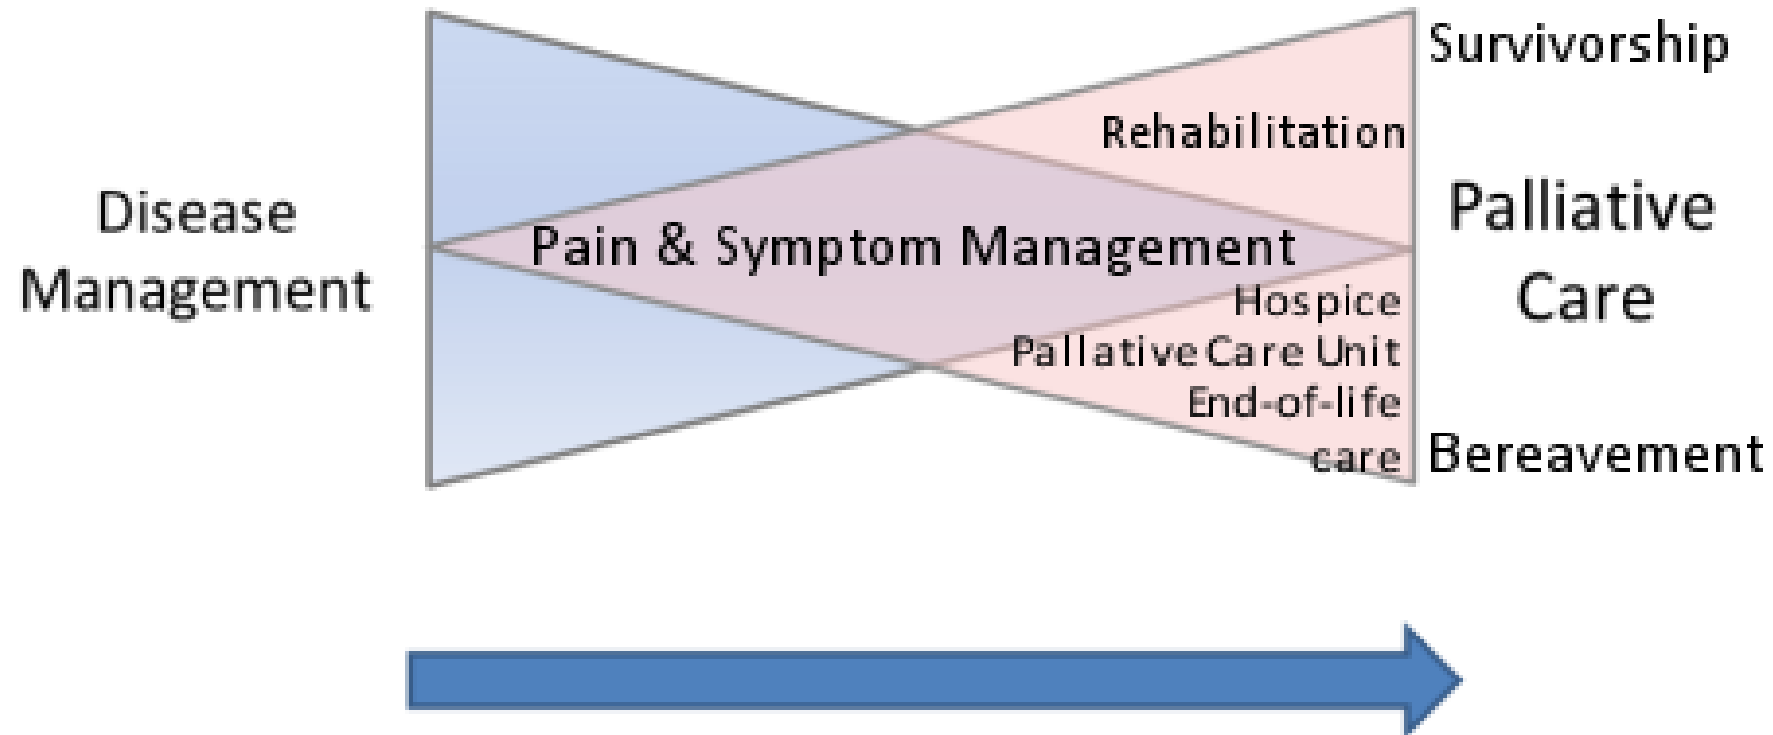 Survivorship
Rehabilitation
Disease
Management
Pain & Symptom Management
Palliative
Care
Hospice
Pallative Care Unit
End-of-life
care
Bereavement